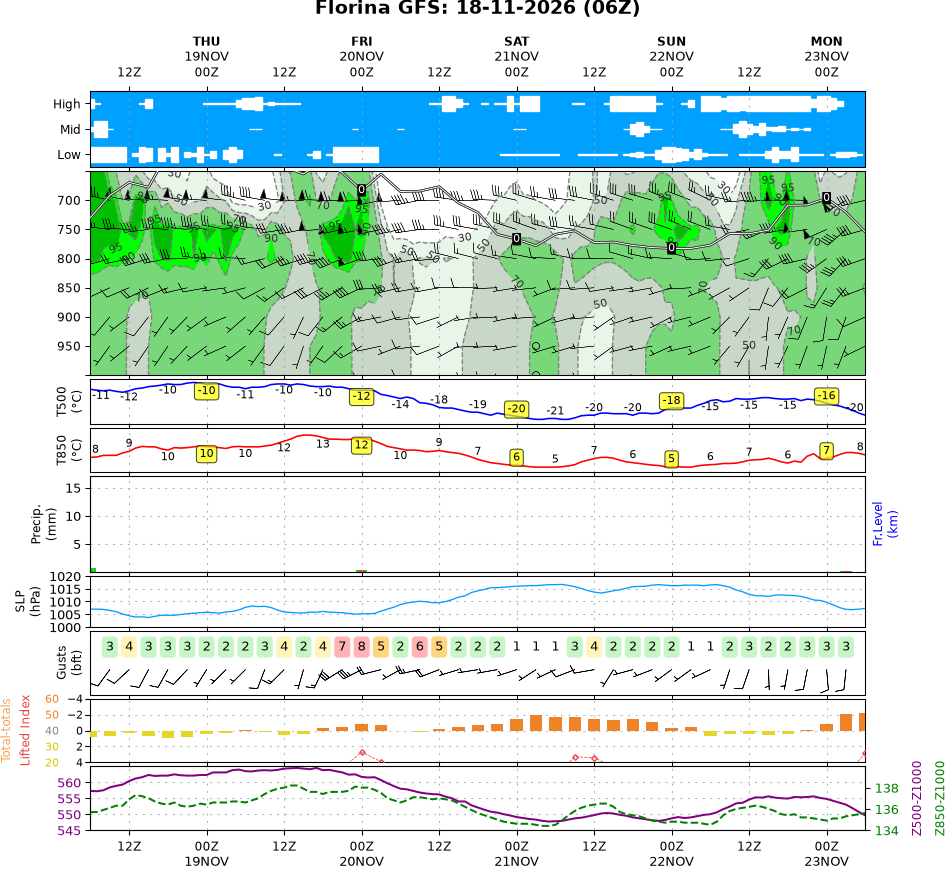 Florina GFS: 18-11-2026 (06Z)
THU FRI SAT SUN MON
19NOV 20NOV 21NOV 22NOV 23NOV
12Z 00Z 12Z 00Z 12Z 00Z 12Z 00Z 12Z 00Z
High
Mid
Low
700
750
800
850
900
950
T500
(°C)
-11 -12 -10 -10 -11 -10 -10 -12 -14 -18 -19 -20 -21 -20 -20 -18 -15 -15 -15 -16 -20
T850
(°C)
8 9 10 10 10 12 13 12 10 9 7 6 5 7 6 5 6 7 6 7 8
Precip.
(mm)
15
10
5
Fr.Level
(km)
SLP
(hPa)
1020
1015
1010
1005
1000
Gusts
(bft)
3 4 3 3 3 2 2 2 3 4 2 4 7 8 5 2 6 5 2 2 2 1 1 1 3 4 2 2 2 2 1 1 2 3 2 2 3 3 3
Total-totals
Lifted Index
60 −4
50 −2
40 0
30 2
20 4
560
555
550
545
138
136
134
Z500-Z1000
Z850-Z1000
12Z 00Z 12Z 00Z 12Z 00Z 12Z 00Z 12Z 00Z
19NOV 20NOV 21NOV 22NOV 23NOV